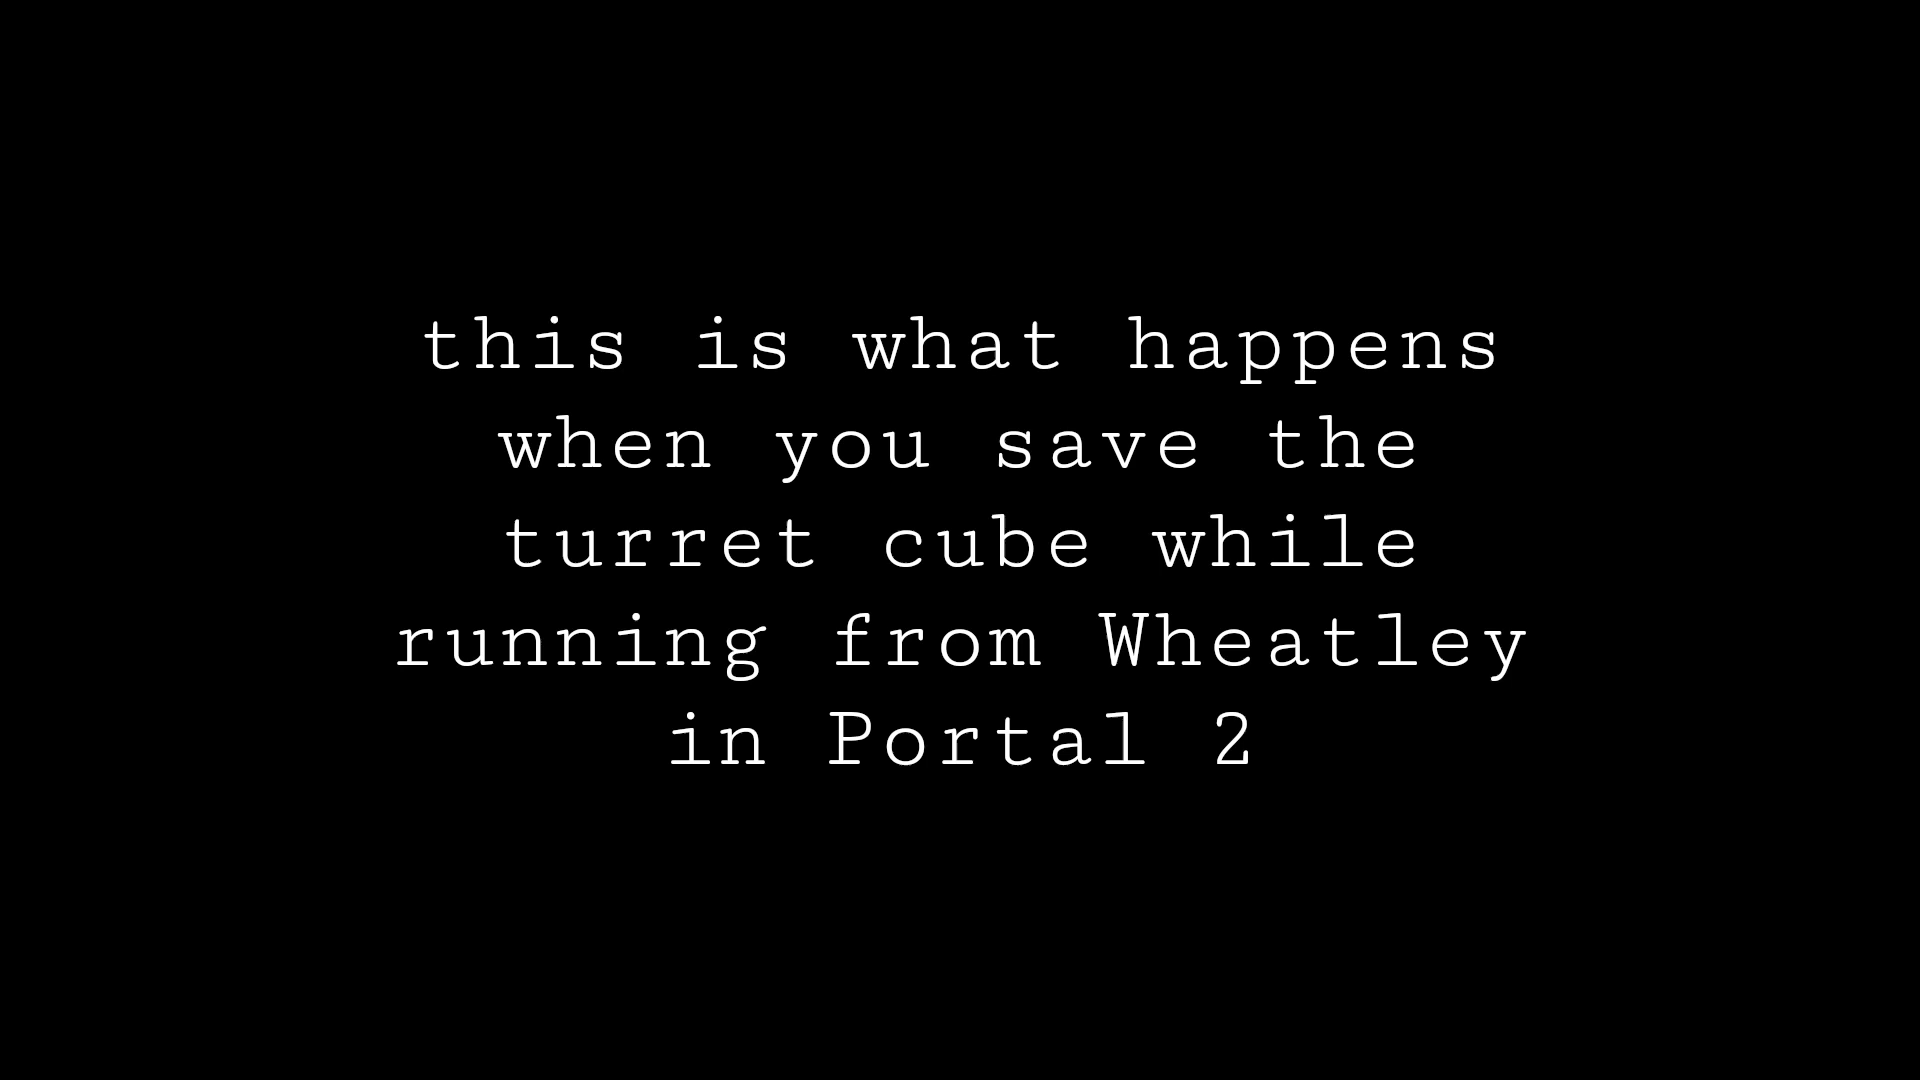 this is what happens
when you save the
turret cube while
running from Wheatley
in Portal 2